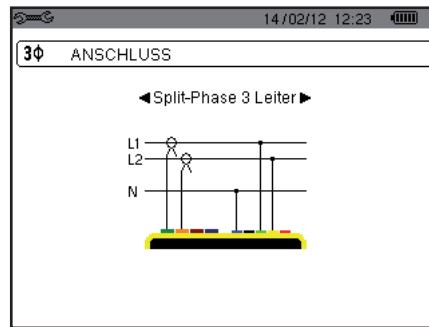 14/02/12 12:23
3ϕ ANSCHLUSS
◄Split-Phase 3 Leiter►
L1
L2
N